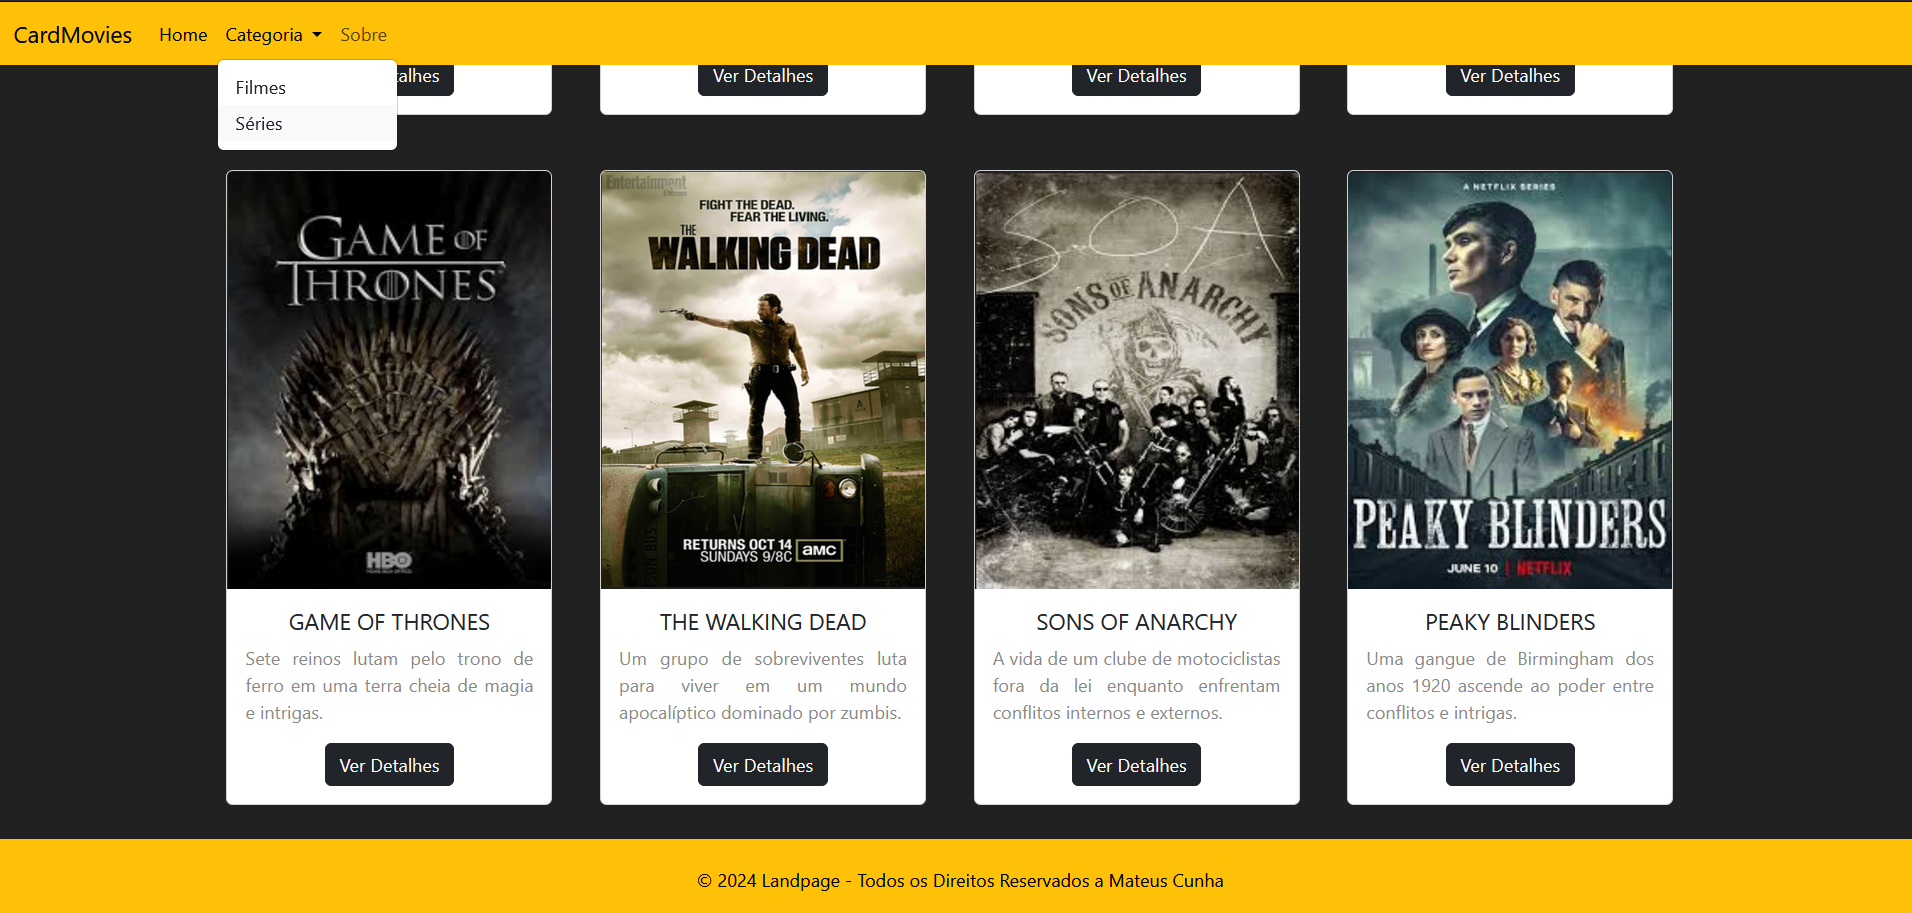 CardMovies
Home
Categoria
Sobre
Filmes
Séries
alhes
Ver Detalhes
Ver Detalhes
Ver Detalhes
GAME OF
THRONES
HBO
GAME OF THRONES
Sete reinos lutam pelo trono de
ferro em uma terra cheia de magia
e intrigas.
Ver Detalhes
Entertainment
FIGHT THE DEAD.
FEAR THE LIVING.
THE
WALKING DEAD
RETURNS OCT 14
SUNDAYS 9/8C
amc
THE WALKING DEAD
Um grupo de sobreviventes luta
para viver em um mundo
apocalíptico dominado por zumbis.
Ver Detalhes
SOA
SONS OF ANARCHY
SONS OF ANARCHY
A vida de um clube de motociclistas
fora da lei enquanto enfrentam
conflitos internos e externos.
Ver Detalhes
A NETFLIX SERIES
PEAKY BLINDERS
JUNE 10 | NETFLIX
PEAKY BLINDERS
Uma gangue de Birmingham dos
anos 1920 ascende ao poder entre
conflitos e intrigas.
Ver Detalhes
© 2024 Landpage - Todos os Direitos Reservados a Mateus Cunha